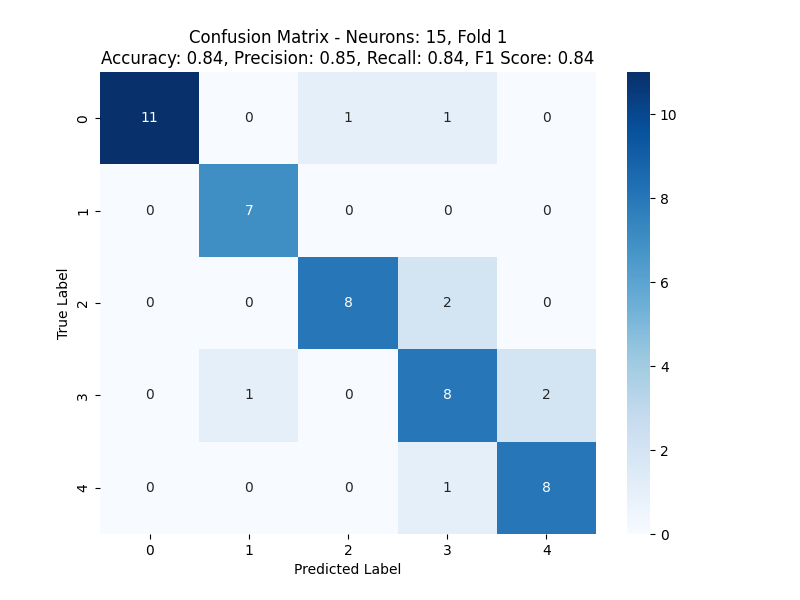 Confusion Matrix - Neurons: 15, Fold 1
Accuracy: 0.84, Precision: 0.85, Recall: 0.84, F1 Score: 0.84
True Label
0 11 0 1 1 0
1 0 7 0 0 0
2 0 0 8 2 0
3 0 1 0 8 2
4 0 0 0 1 8
0 1 2 3 4
Predicted Label
10
8
6
4
2
0